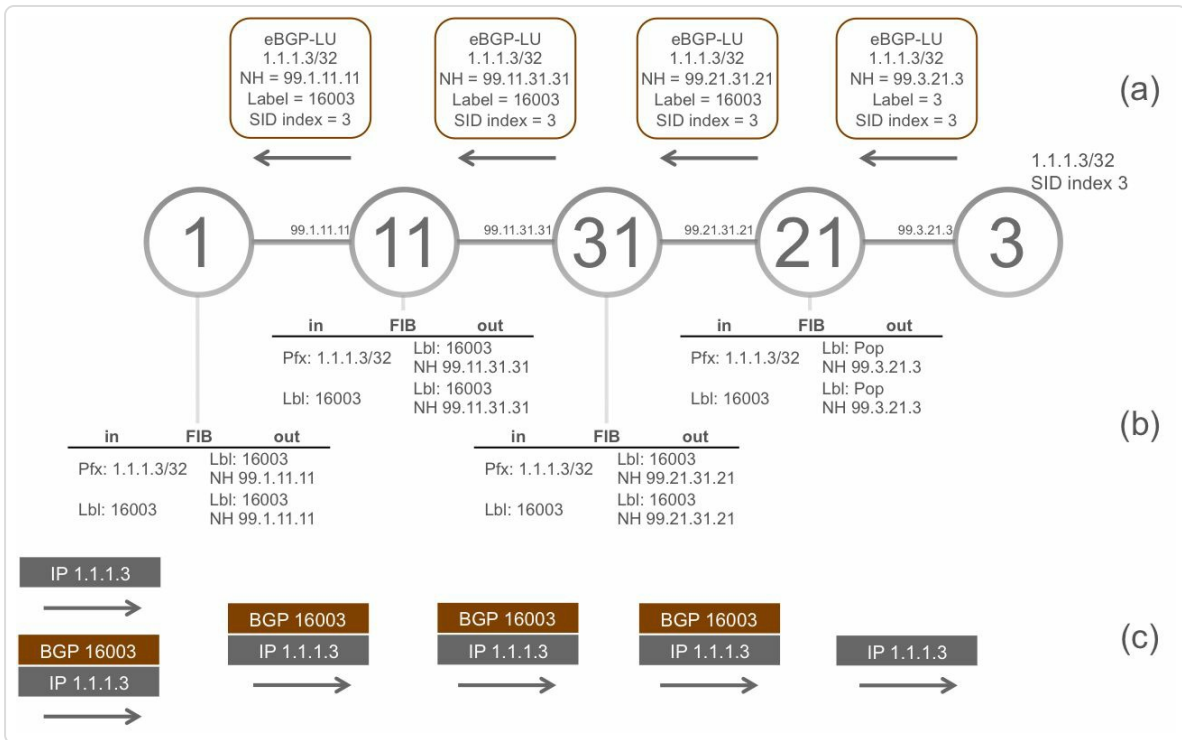 eBGP-LU
1.1.1.3/32
NH = 99.1.11.11
Label = 16003
SID index = 3
eBGP-LU
1.1.1.3/32
NH = 99.11.31.31
Label = 16003
SID index = 3
eBGP-LU
1.1.1.3/32
NH = 99.21.31.21
Label = 16003
SID index = 3
eBGP-LU
1.1.1.3/32
NH = 99.3.21.3
Label = 3
SID index = 3
(a)
1.1.1.3/32
SID index 3
1
99.1.11.11
11
99.11.31.31
31
99.21.31.21
21
99.3.21.3
3
in FIB out
Pfx: 1.1.1.3/32
Lbl: 16003
NH 99.11.31.31
Lbl: 16003
Lbl: 16003
NH 99.11.31.31
in FIB out
Pfx: 1.1.1.3/32
Lbl: Pop
NH 99.3.21.3
Lbl: 16003
Lbl: Pop
NH 99.3.21.3
(b)
in FIB out
Pfx: 1.1.1.3/32
Lbl: 16003
NH 99.1.11.11
Lbl: 16003
Lbl: 16003
NH 99.1.11.11
in FIB out
Pfx: 1.1.1.3/32
Lbl: 16003
NH 99.21.31.21
Lbl: 16003
Lbl: 16003
NH 99.21.31.21
IP 1.1.1.3
BGP 16003
IP 1.1.1.3
BGP 16003
IP 1.1.1.3
BGP 16003
IP 1.1.1.3
BGP 16003
IP 1.1.1.3
IP 1.1.1.3
(c)